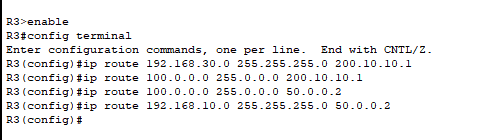 R3>enable
R3#config terminal
Enter configuration commands, one per line.  End with CNTL/Z.
R3(config)#ip route 192.168.30.0 255.255.255.0 200.10.10.1
R3(config)#ip route 100.0.0.0 255.0.0.0 200.10.10.1
R3(config)#ip route 100.0.0.0 255.0.0.0 50.0.0.2
R3(config)#ip route 192.168.10.0 255.255.255.0 50.0.0.2
R3(config)#